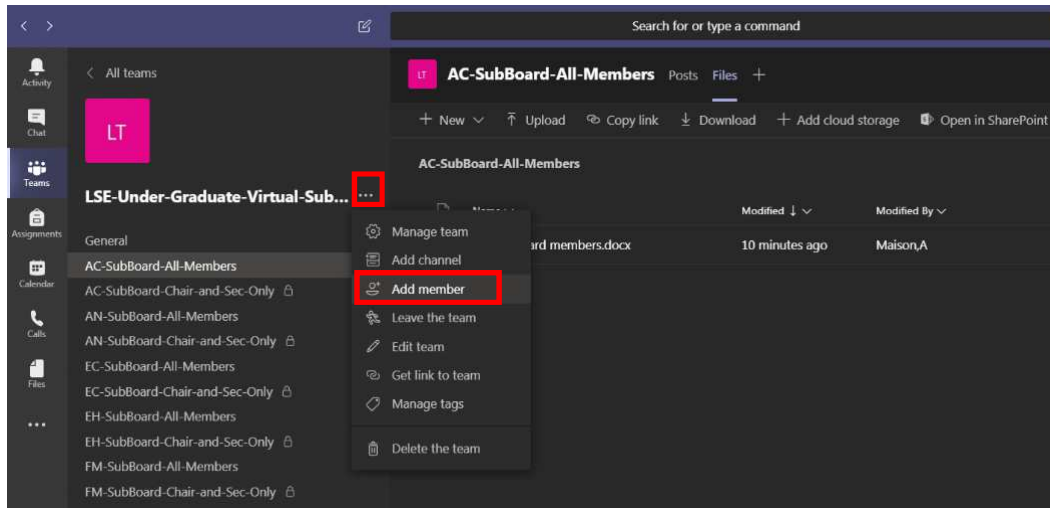 Search for or type a command
Activity
Chat
Teams
Assignments
Calendar
Calls
Files
All teams
LT
LSE-Under-Graduate-Virtual-Sub...
General
AC-SubBoard-All-Members
AC-SubBoard-Chair-and-Sec-Only
AN-SubBoard-All-Members
AN-SubBoard-Chair-and-Sec-Only
EC-SubBoard-All-Members
EC-SubBoard-Chair-and-Sec-Only
EH-SubBoard-All-Members
EH-SubBoard-Chair-and-Sec-Only
FM-SubBoard-All-Members
FM-SubBoard-Chair-and-Sec-Only
Manage team
Add channel
Add member
Leave the team
Edit team
Get link to team
Manage tags
Delete the team
LT AC-SubBoard-All-Members Posts Files +
+ New Upload Copy link Download + Add cloud storage Open in SharePoint
AC-SubBoard-All-Members
Modified ↓ Modified By
members.docx 10 minutes ago Maison,A